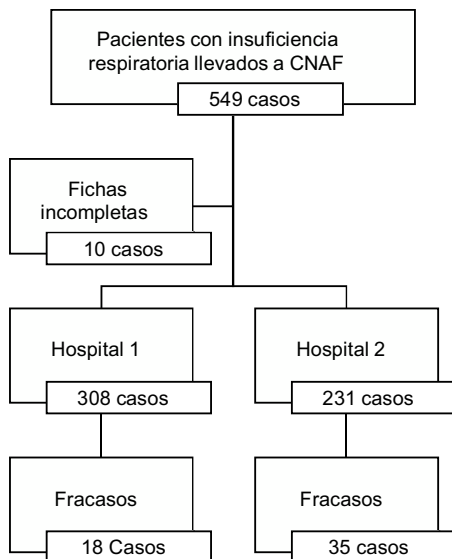 Pacientes con insuficiencia
respiratoria llevados a CNAF
549 casos
Fichas
incompletas
10 casos
Hospital 1
308 casos
Hospital 2
231 casos
Fracasos
18 Casos
Fracasos
35 casos